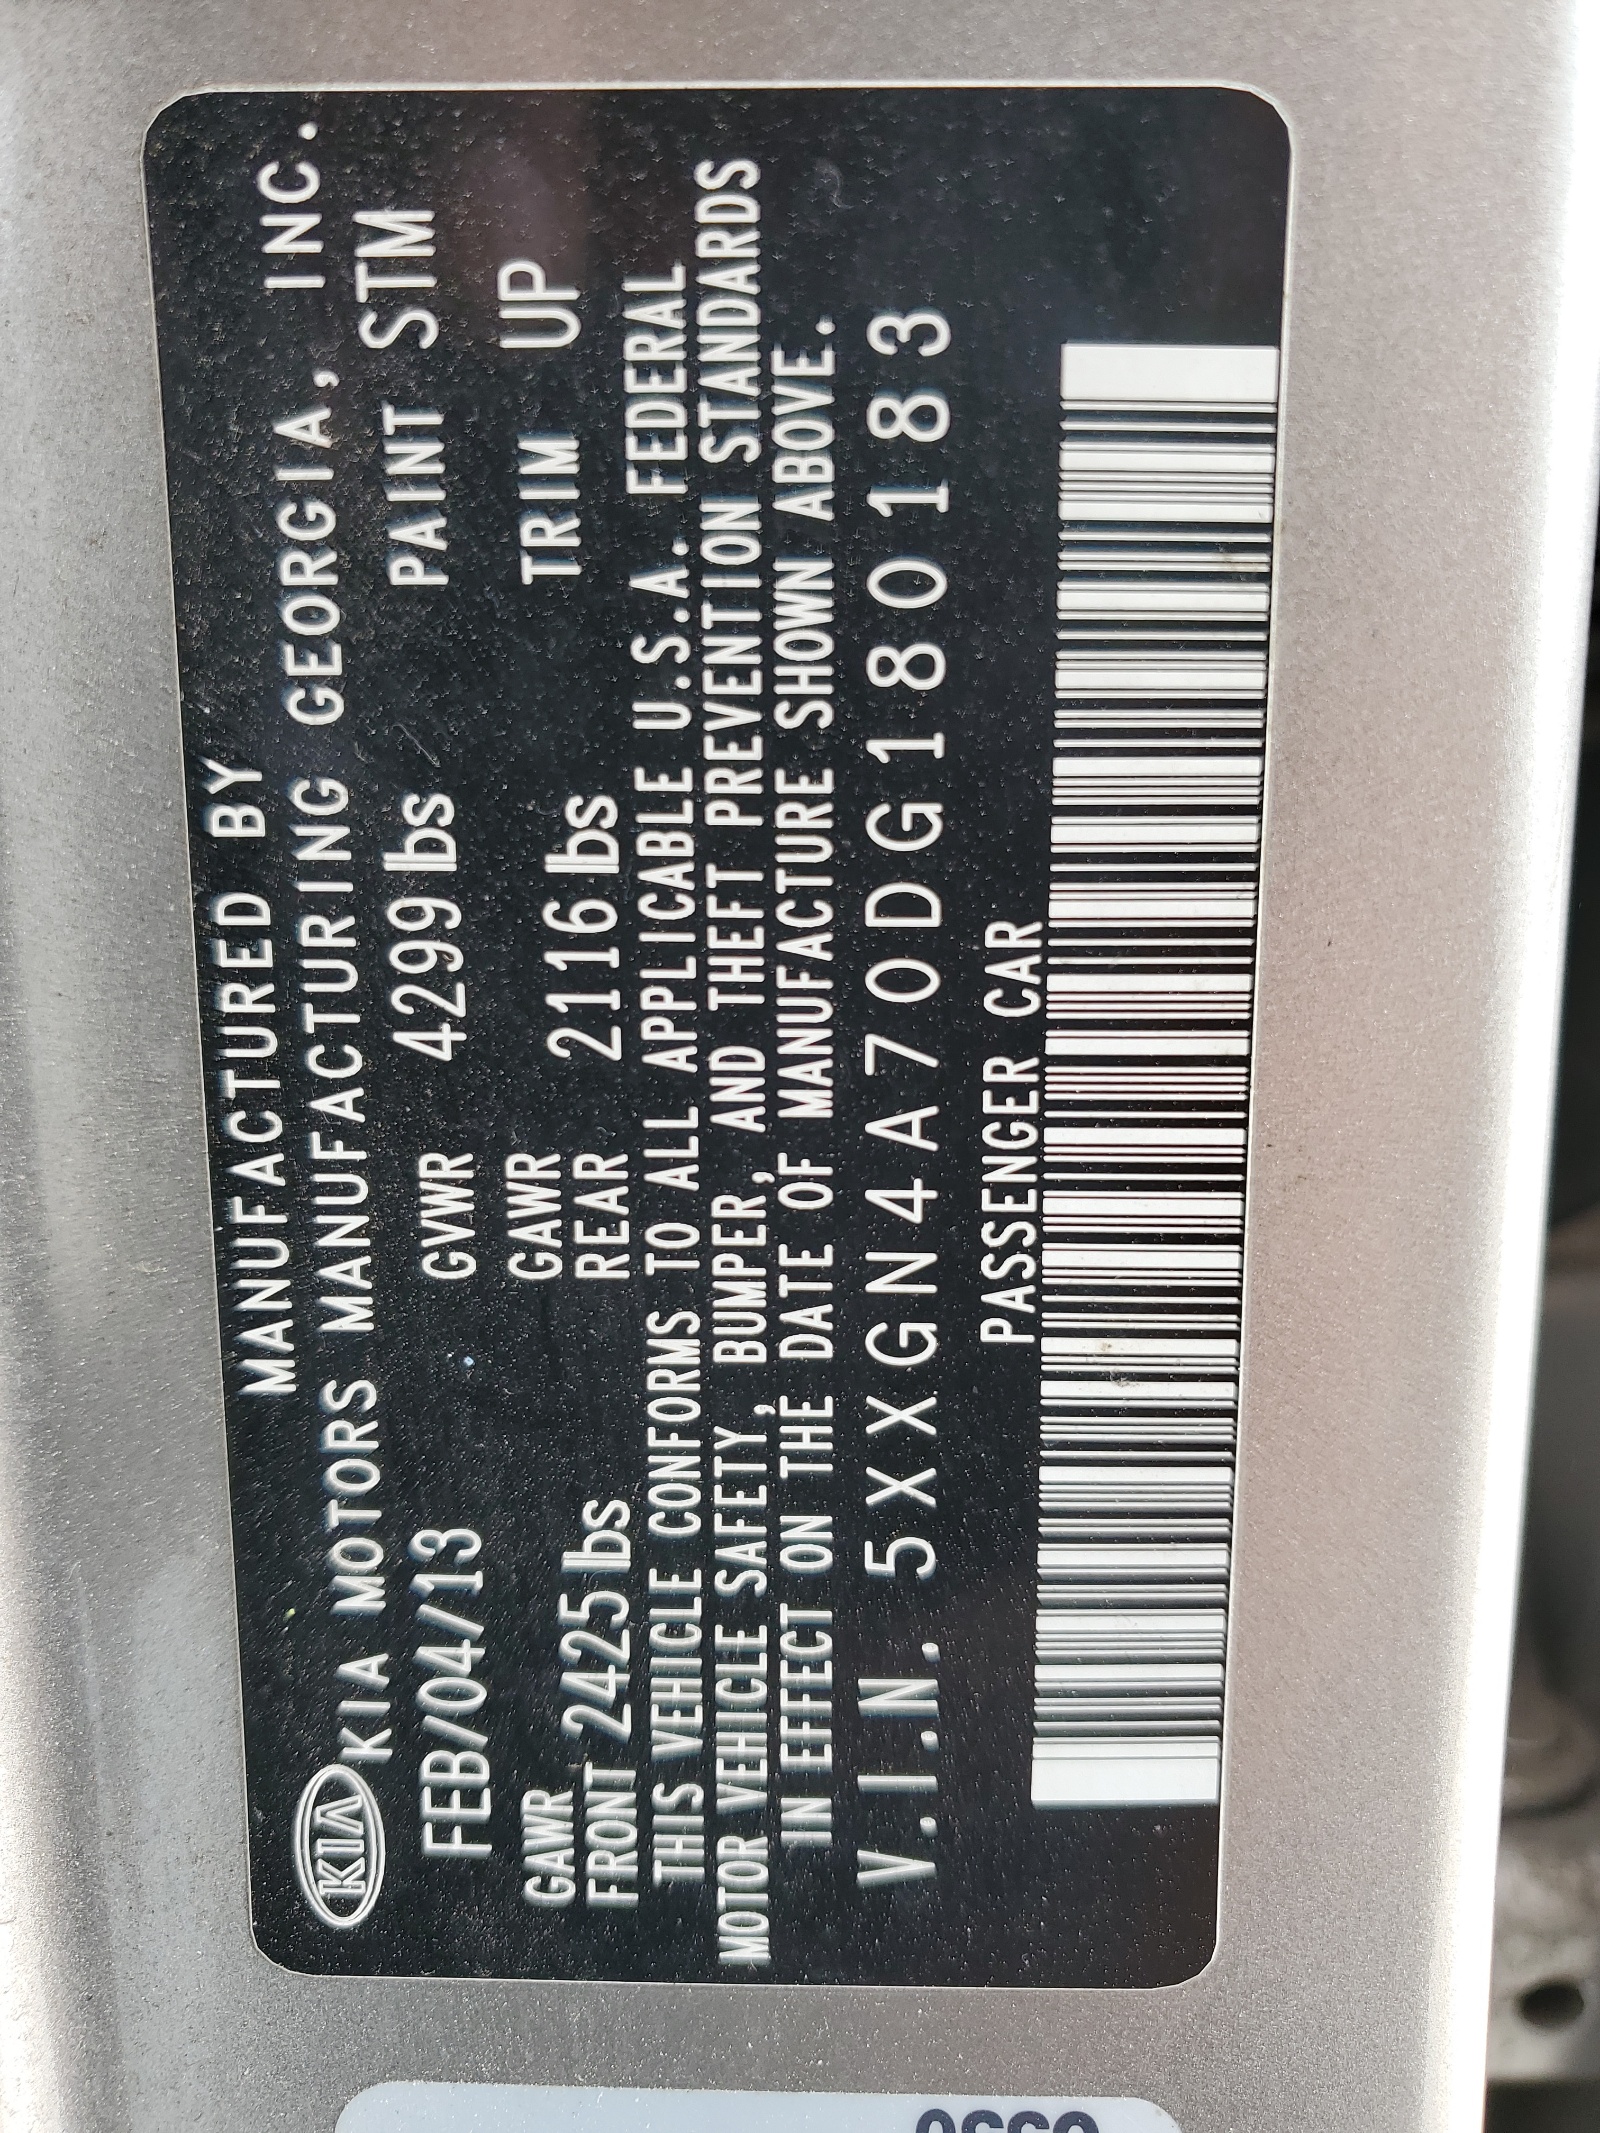 MANUFACTURED BY
KIA KIA MOTORS MANUFACTURING GEORGIA, INC.
FEB/04/13 GVWR 4299 lbs PAINT STM
GAWR FRONT 2425 lbs GAWR REAR 2116 lbs TRIM UP
THIS VEHICLE CONFORMS TO ALL APPLICABLE U.S.A. FEDERAL
MOTOR VEHICLE SAFETY, BUMPER, AND THEFT PREVENTION STANDARDS
IN EFFECT ON THE DATE OF MANUFACTURE SHOWN ABOVE.
V.I.N. 5XXGN4A70DG180183
PASSENGER CAR